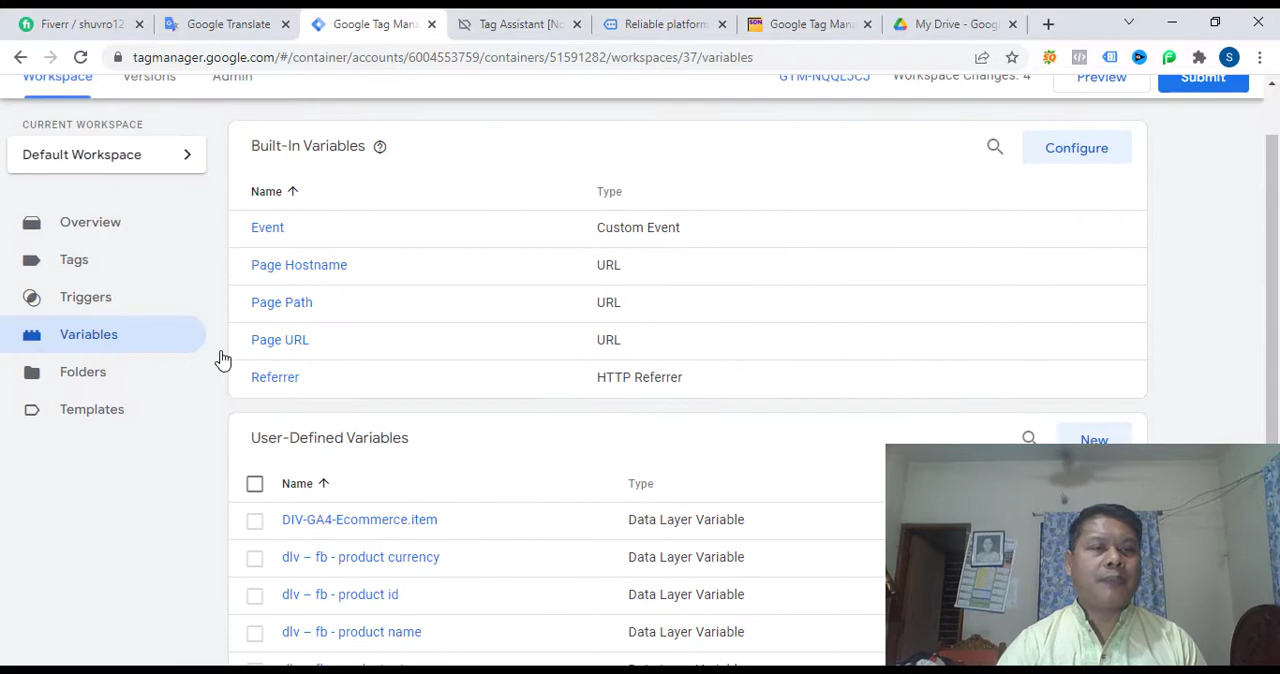 Fiverr / shuvro12
Google Translate
Google Tag Man
Tag Assistant [No
Reliable platform
Google Tag Man
My Drive - Goog
tagmanager.google.com/#/container/accounts/6004553759/containers/51591282/workspaces/37/variables
S
Workspace Versions Admin GTM-NQQLJCJ Workspace Changes: 4 Preview Submit
CURRENT WORKSPACE
Default Workspace
Overview
Tags
Triggers
Variables
Folders
Templates
Built-In Variables
Configure
Name Type
Event Custom Event
Page Hostname URL
Page Path URL
Page URL URL
Referrer HTTP Referrer
User-Defined Variables
New
Name Type
DIV-GA4-Ecommerce.item Data Layer Variable
dlv – fb - product currency Data Layer Variable
dlv – fb - product id Data Layer Variable
dlv – fb - product name Data Layer Variable